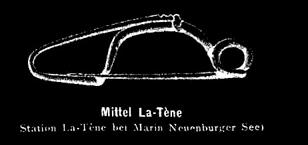 Mittel La-Tène
Station La-Tène bei Marin Neuenburger See)